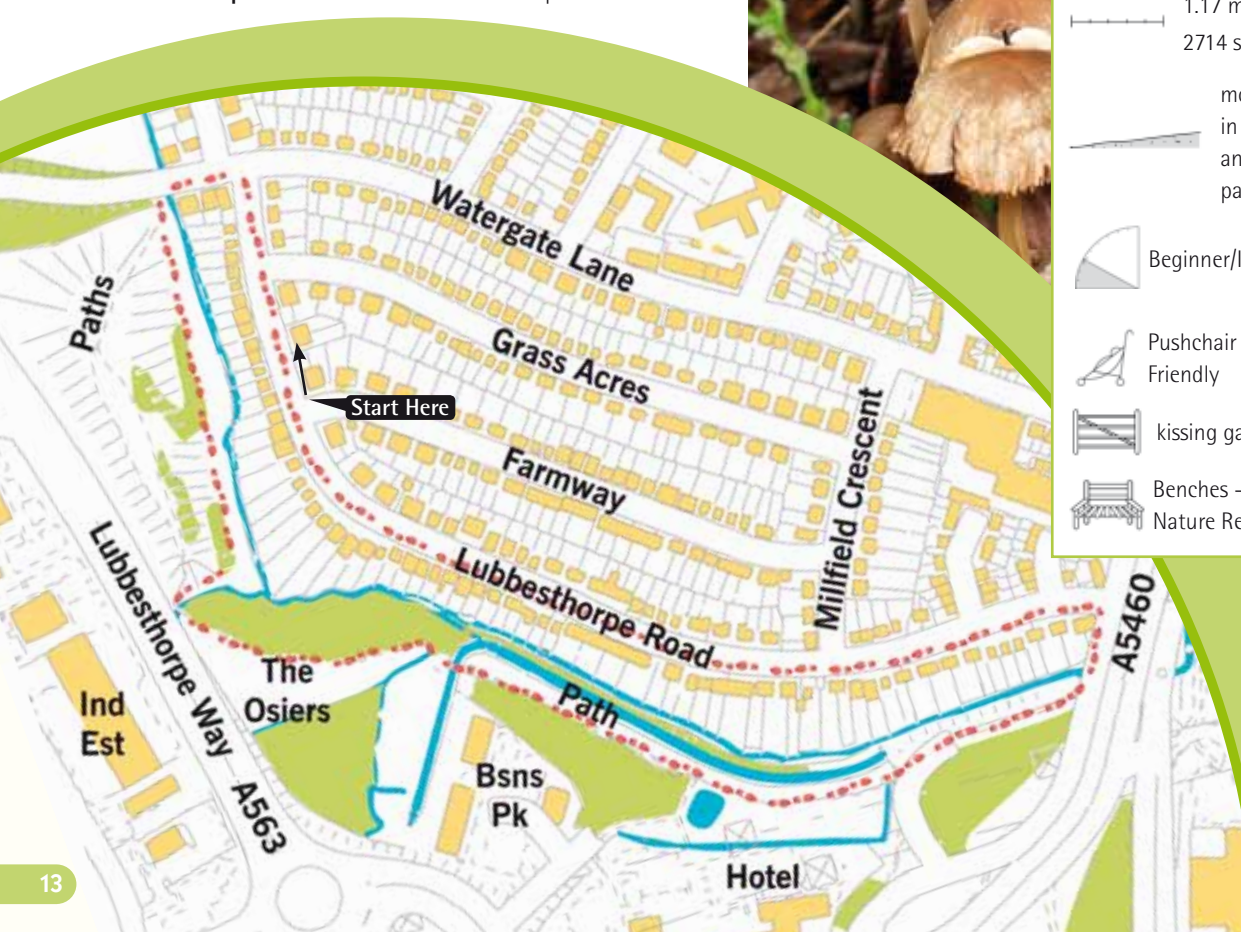 1.17 m
2714 s
in
Beginner/I
Pushchair
Friendly
kissing ga
Benches -
Nature Re
Watergate Lane
Grass Acres
Paths
Start Here
Farmway
Millfield Crescent
Lubbesthorpe Road
Lubbesthorpe Way A563
A5460
The
Osiers
Path
Ind
Est
Bsns
Pk
Hotel
13